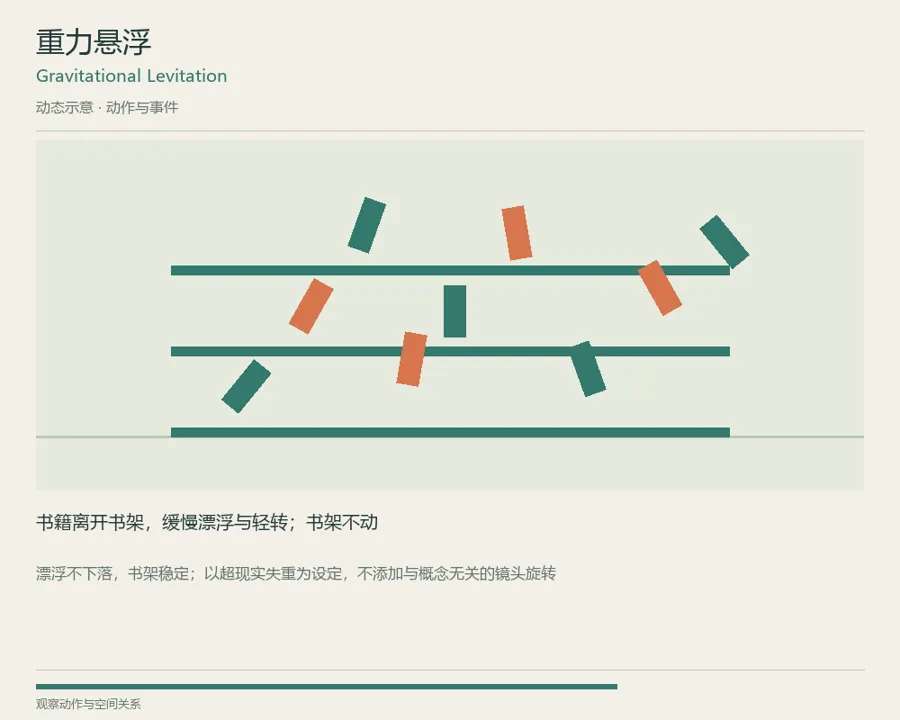 重力悬浮
Gravitational Levitation
动态示意 · 动作与事件
书籍离开书架，缓慢漂浮与轻转；书架不动
漂浮不下落，书架稳定；以超现实失重为设定，不添加与概念无关的镜头旋转
观察动作与空间关系